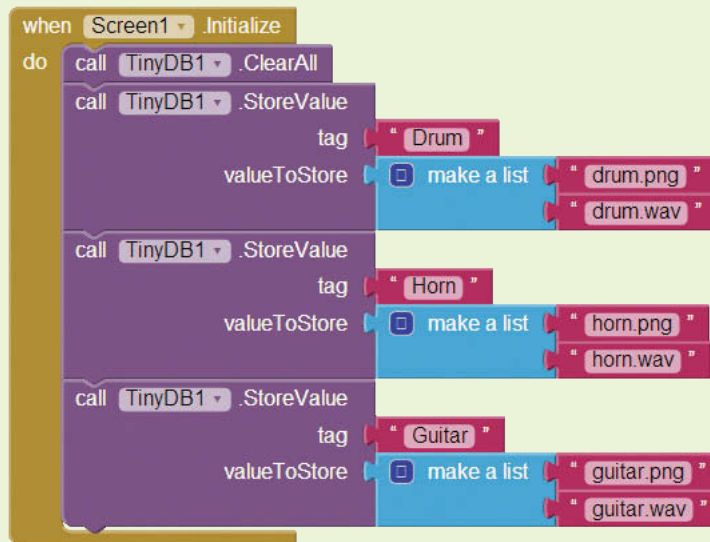 when Screen1 .Initialize
do call TinyDB1 .ClearAll
call TinyDB1 .StoreValue
tag " Drum "
valueToStore make a list " drum.png "
" drum.wav "
call TinyDB1 .StoreValue
tag " Horn "
valueToStore make a list " horn.png "
" horn.wav "
call TinyDB1 .StoreValue
tag " Guitar "
valueToStore make a list " guitar.png "
" guitar.wav "